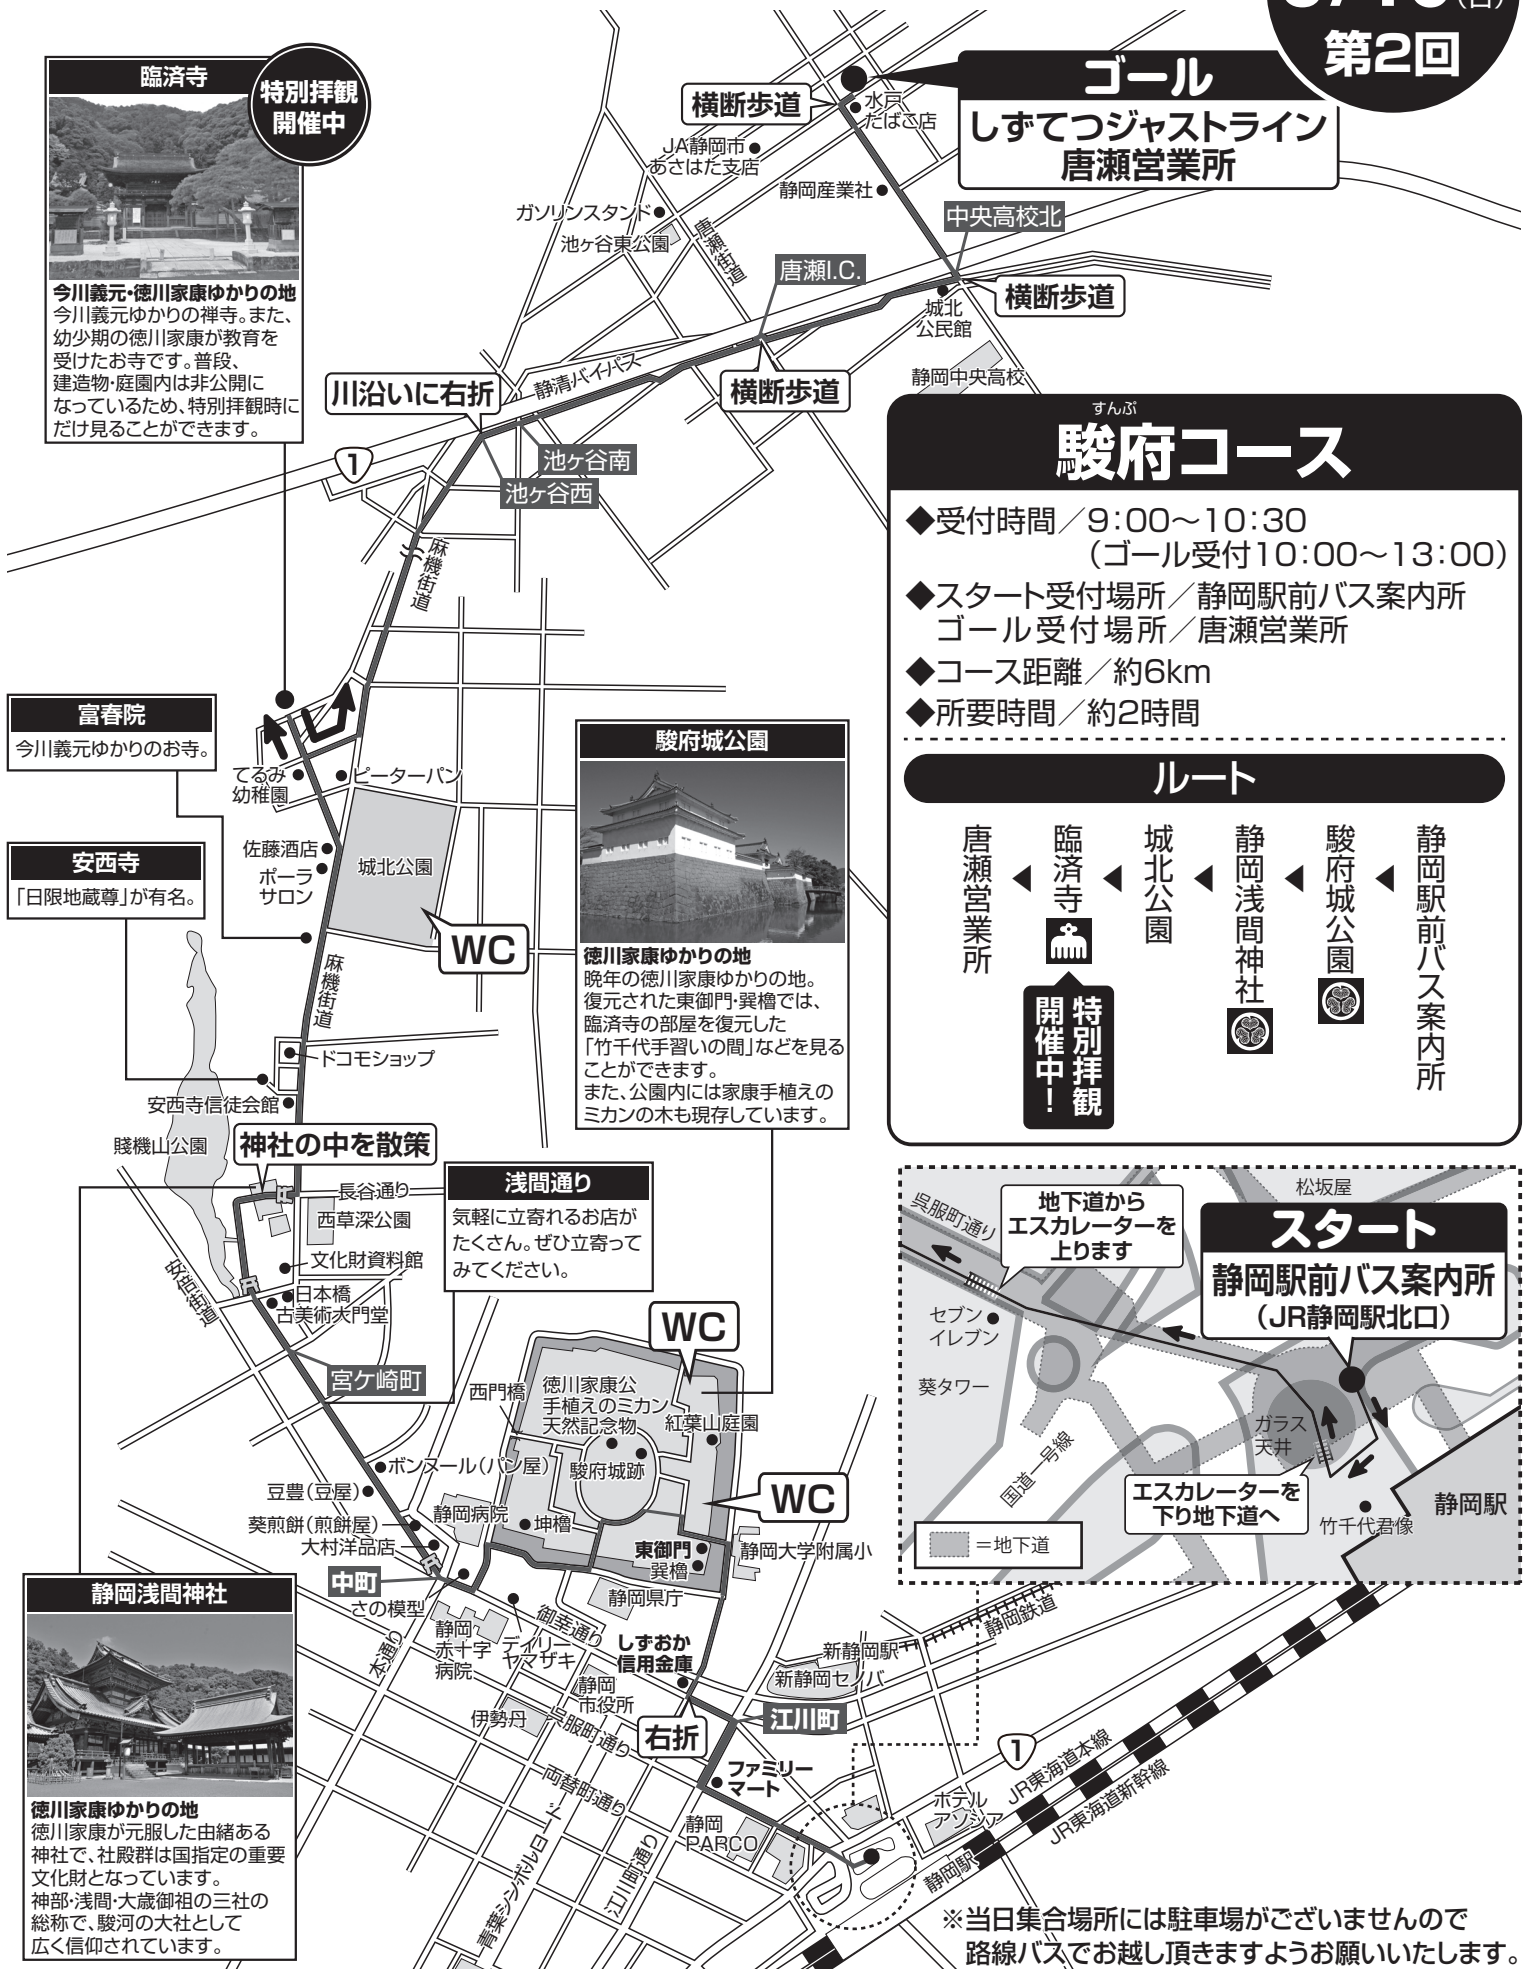 (日)
第2回
ゴール
しずてつジャストライン
唐瀬営業所
臨済寺
特別拝観
開催中
今川義元・徳川家康ゆかりの地
今川義元ゆかりの禅寺。また、
幼少期の徳川家康が教育を
受けたお寺です。普段、
建造物・庭園内は非公開に
なっているため、特別拝観時に
だけ見ることができます。
横断歩道
水戸
たばこ店
JA静岡市
あさはた支店
静岡産業社
ガソリンスタンド
池ヶ谷東公園
唐瀬街道
中央高校北
唐瀬I.C.
横断歩道
城北
公民館
横断歩道
静岡中央高校
静清バイパス
川沿いに右折
1
池ヶ谷南
池ヶ谷西
麻機街道
すんぷ
駿府コース
◆受付時間／9:00～10:30
（ゴール受付10:00～13:00）
◆スタート受付場所／静岡駅前バス案内所
ゴール受付場所／唐瀬営業所
◆コース距離／約6km
◆所要時間／約2時間
ルート
静岡駅前バス案内所
◀
駿府城公園
◀
静岡浅間神社
◀
城北公園
◀
臨済寺
特別拝観
開催中！
◀
唐瀬営業所
富春院
今川義元ゆかりのお寺。
てるみ
幼稚園
ピーターパン
安西寺
「日限地蔵尊」が有名。
佐藤酒店
ポーラ
サロン
城北公園
WC
麻機街道
駿府城公園
徳川家康ゆかりの地
晩年の徳川家康ゆかりの地。
復元された東御門・巽櫓では、
臨済寺の部屋を復元した
「竹千代手習いの間」などを見る
ことができます。
また、公園内には家康手植えの
ミカンの木も現存しています。
ドコモショップ
安西寺信徒会館
賤機山公園
神社の中を散策
長谷通り
西草深公園
文化財資料館
安倍街道
日本橋
古美術大門堂
宮ケ崎町
浅間通り
気軽に立寄れるお店が
たくさん。ぜひ立寄って
みてください。
WC
西門橋
徳川家康公
手植えのミカン
天然記念物
紅葉山庭園
駿府城跡
WC
坤櫓
東御門
巽櫓
静岡大学附属小
静岡県庁
ボンヌール（パン屋）
豆豊（豆屋）
葵煎餅（煎餅屋）
大村洋品店
静岡病院
中町
さの模型
本通り
静岡
赤十字
病院
デイリー
ヤマザキ
御幸通り
しずおか
信用金庫
静岡
市役所
伊勢丹
呉服町通り
右折
江川町
新静岡駅
新静岡セノバ
静岡鉄道
両替町通り
ファミリー
マート
静岡
PARCO
青葉シンボルロード
江川町通り
ホテル
アソシア
1
JR東海道本線
JR東海道新幹線
静岡駅
静岡浅間神社
徳川家康ゆかりの地
徳川家康が元服した由緒ある
神社で、社殿群は国指定の重要
文化財となっています。
神部・浅間・大歳御祖の三社の
総称で、駿河の大社として
広く信仰されています。
松坂屋
呉服町通り
地下道から
エスカレーターを
上ります
スタート
静岡駅前バス案内所
（JR静岡駅北口）
セブン
イレブン
葵タワー
国道一号線
ガラス
天井
エスカレーターを
下り地下道へ
竹千代君像
静岡駅
＝地下道
※当日集合場所には駐車場がございませんので
路線バスでお越し頂きますようお願いいたします。